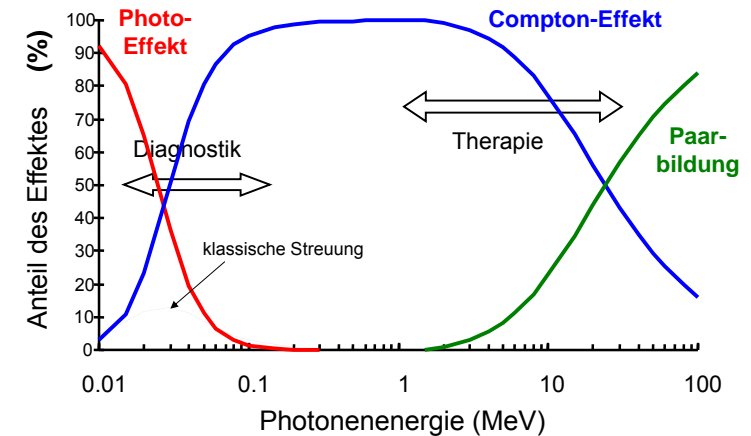 Photo-
Effekt
Compton-Effekt
Anteil des Effektes (%)
100
90
80
70
60
50
40
30
20
10
0
Diagnostik
Therapie
Paar-
bildung
klassische Streuung
0.01
0.1
1
10
100
Photonenenergie (MeV)